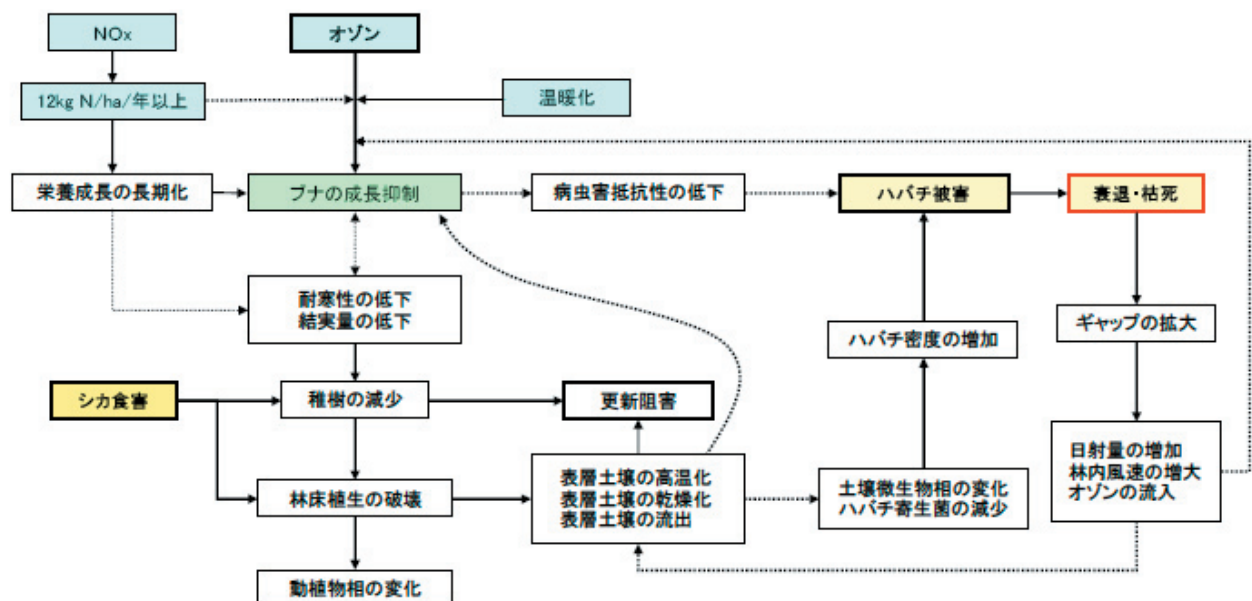 NOx
オゾン
12kg N/ha/年以上
温暖化
栄養成長の長期化
ブナの成長抑制
病虫害抵抗性の低下
ハバチ被害
衰退・枯死
耐寒性の低下
結実量の低下
ハバチ密度の増加
ギャップの拡大
シカ食害
稚樹の減少
更新阻害
日射量の増加
林内風速の増大
オゾンの流入
林床植生の破壊
表層土壌の高温化
表層土壌の乾燥化
表層土壌の流出
土壌微生物相の変化
ハバチ寄生菌の減少
動植物相の変化